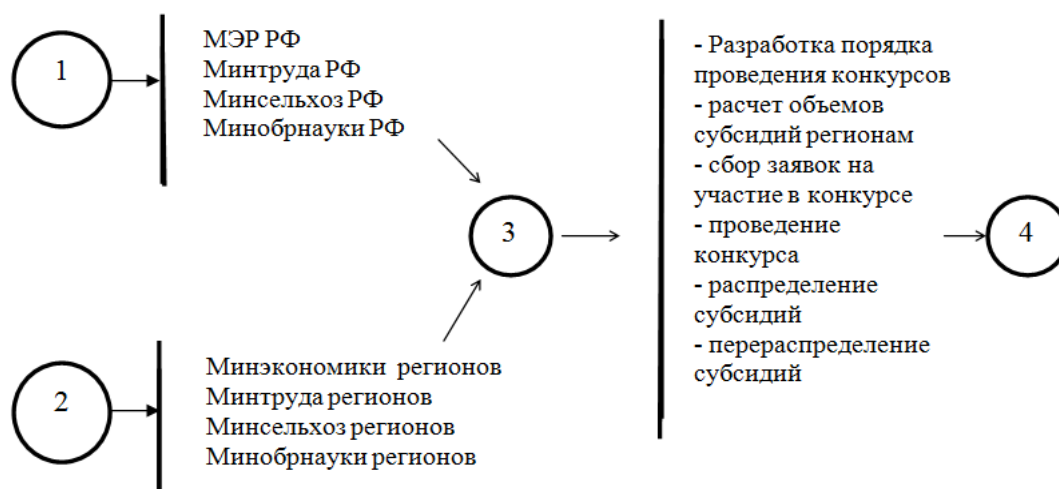 1
МЭР РФ
Минтруда РФ
Минсельхоз РФ
Минобрнауки РФ
2
Минэкономики регионов
Минтруда регионов
Минсельхоз регионов
Минобрнауки регионов
3
- Разработка порядка
проведения конкурсов
- расчет объемов
субсидий регионам
- сбор заявок на
участие в конкурсе
- проведение
конкурса
- распределение
субсидий
- перераспределение
субсидий
4